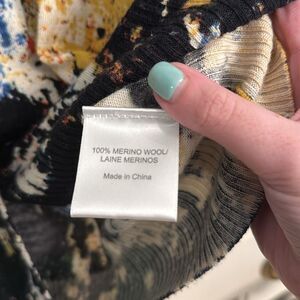 100% MERINO WOOL/
LAINE MERINOS
Made in China